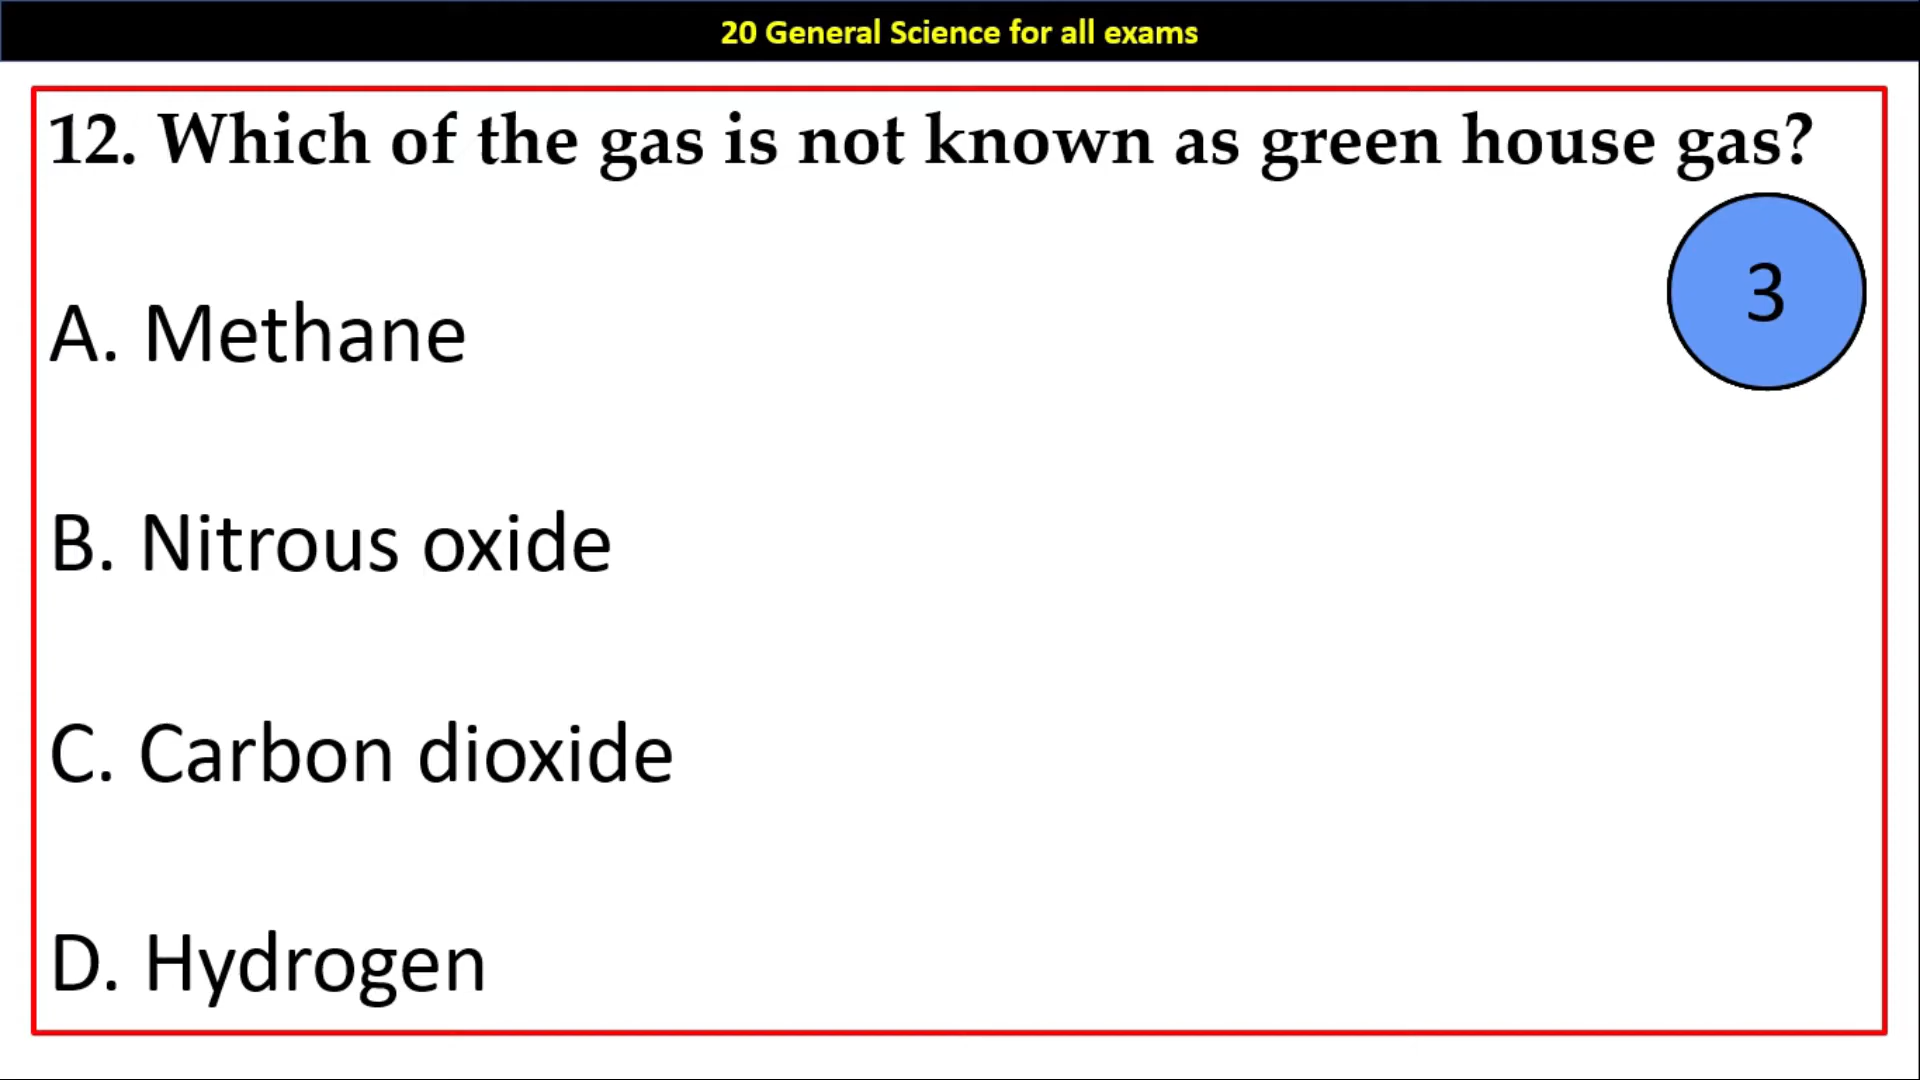 20 General Science for all exams
12. Which of the gas is not known as green house gas?
3
A. Methane
B. Nitrous oxide
C. Carbon dioxide
D. Hydrogen